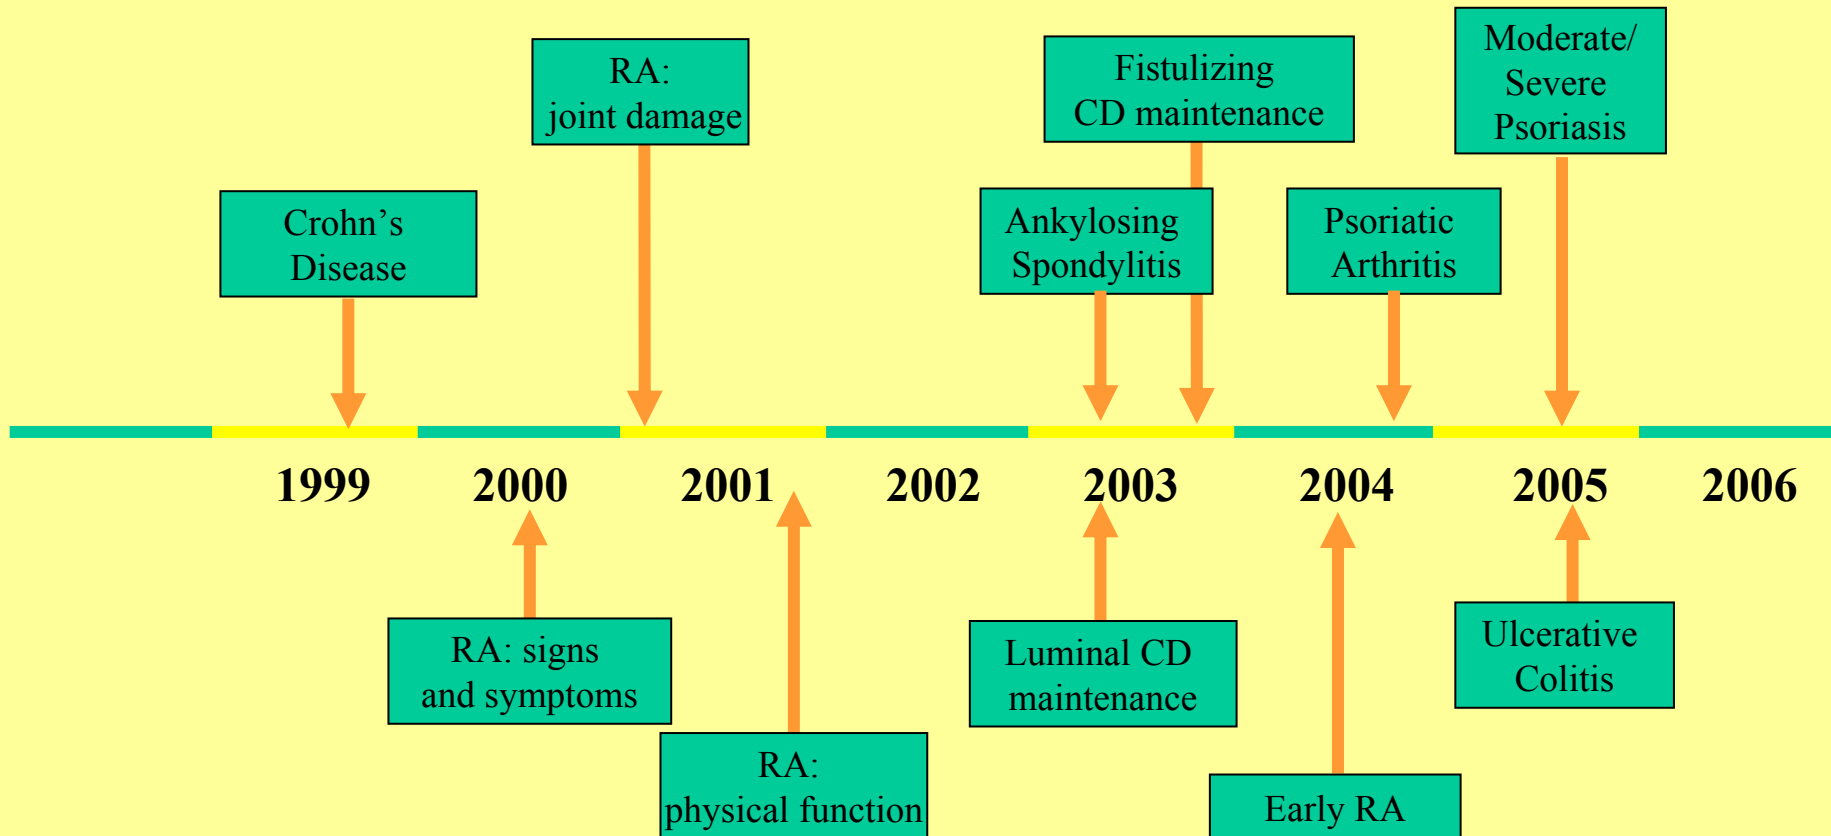 Moderate/
Severe
Psoriasis
RA:
joint damage
Fistulizing
CD maintenance
Crohn’s
Disease
Ankylosing
Spondylitis
Psoriatic
Arthritis
1999
2000
2001
2002
2003
2004
2005
2006
RA: signs
and symptoms
Luminal CD
maintenance
Ulcerative
Colitis
RA:
physical function
Early RA